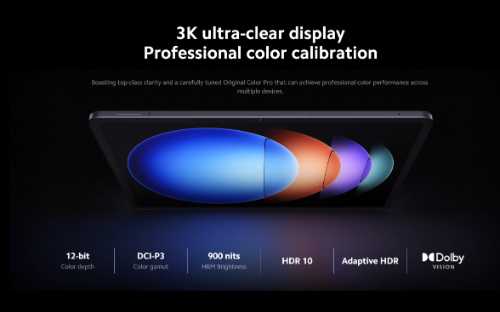 3K ultra-clear display
Professional color calibration
Boasting top-class clarity and a carefully tuned Original Color Pro that can achieve professional color performance across
multiple devices.
12-bit
Color depth
DCI-P3
Color gamut
900 nits
HBM Brightness
HDR 10
Adaptive HDR
Dolby
VISION